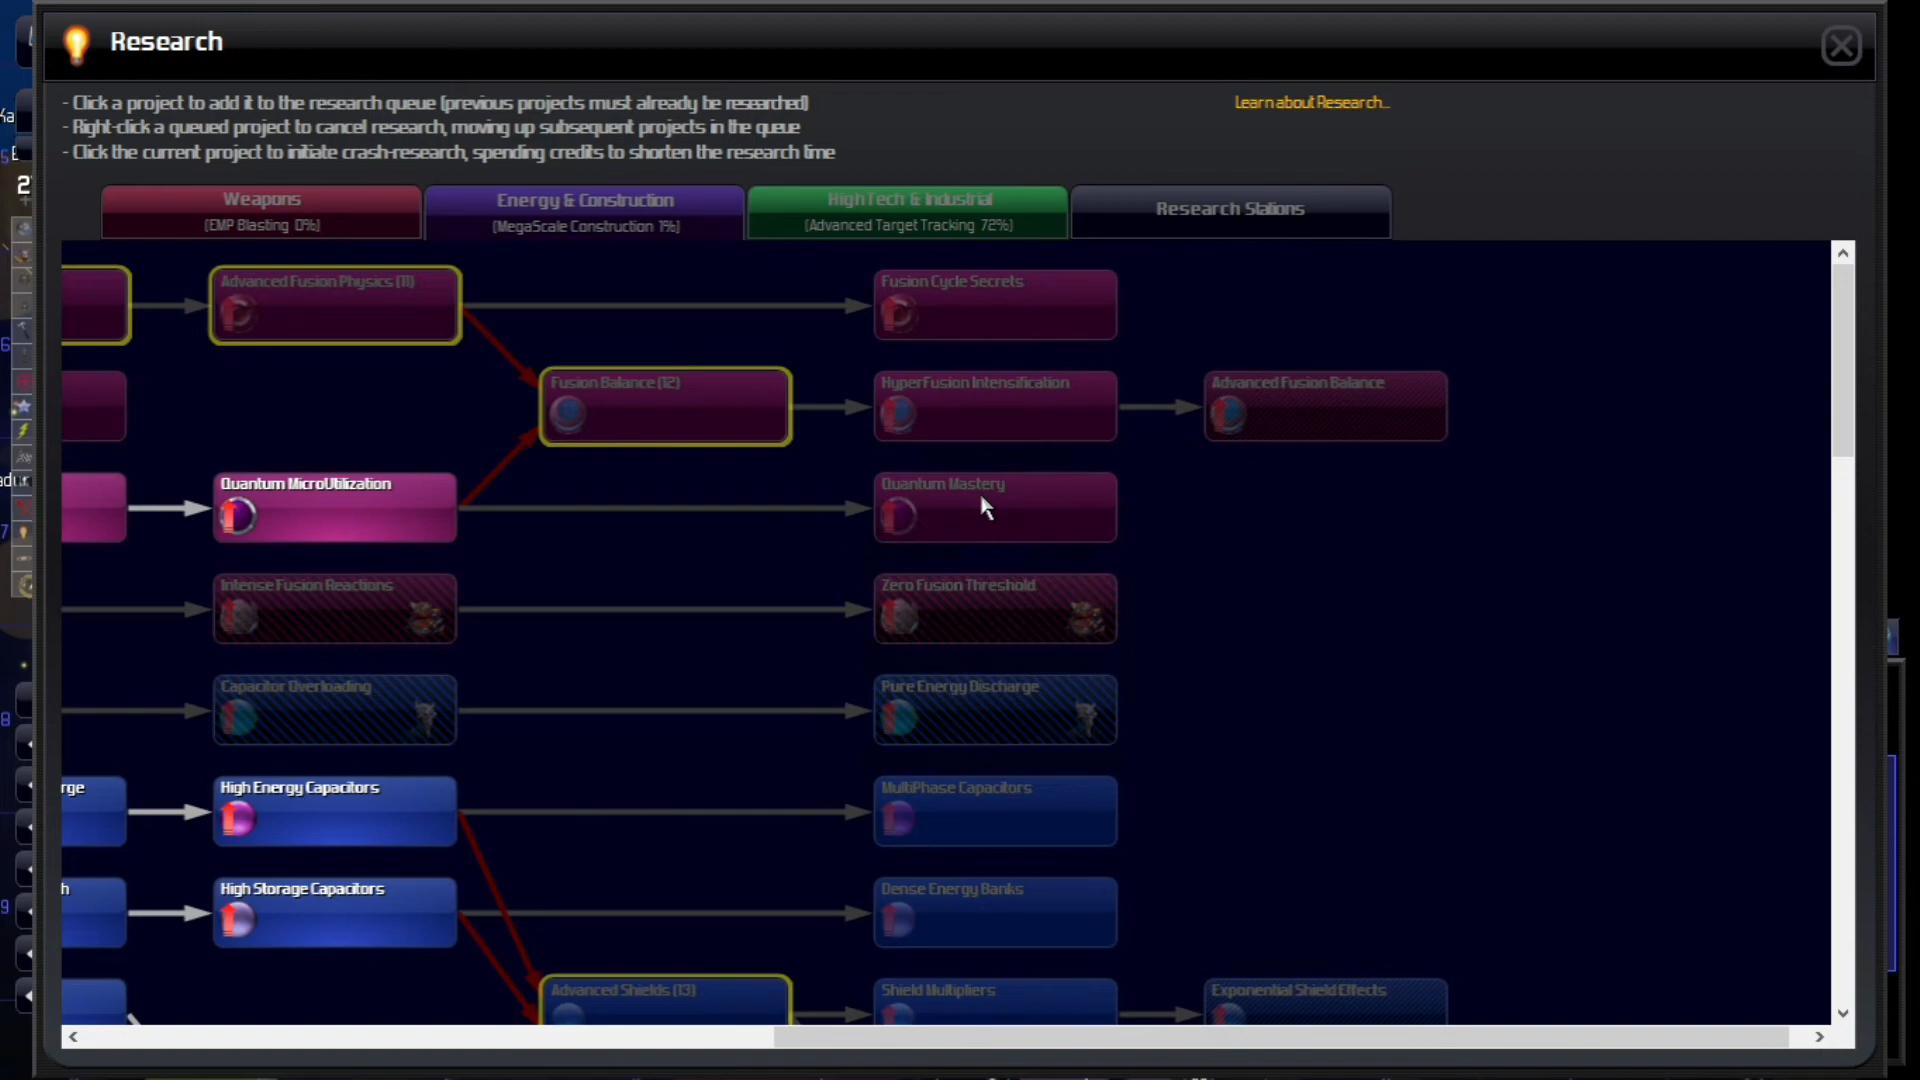 Research
- Click a project to add it to the research queue (previous projects must already be researched)
- Right-click a queued project to cancel research, moving up subsequent projects in the queue
- Click the current project to initiate crash-research, spending credits to shorten the research time
Learn about Research...
Weapons
(EMP Blasting 0%)
Energy & Construction
(MegaScale Construction 1%)
HighTech & Industrial
(Advanced Target Tracking 72%)
Research Stations
Advanced Fusion Physics (11)
Fusion Cycle Secrets
Fusion Balance (12)
HyperFusion Intensification
Advanced Fusion Balance
Quantum MicroUtilization
Quantum Mastery
Intense Fusion Reactions
Zero Fusion Threshold
Capacitor Overloading
Pure Energy Discharge
rge
High Energy Capacitors
MultiPhase Capacitors
h
High Storage Capacitors
Dense Energy Banks
Advanced Shields (13)
Shield Multipliers
Exponential Shield Effects